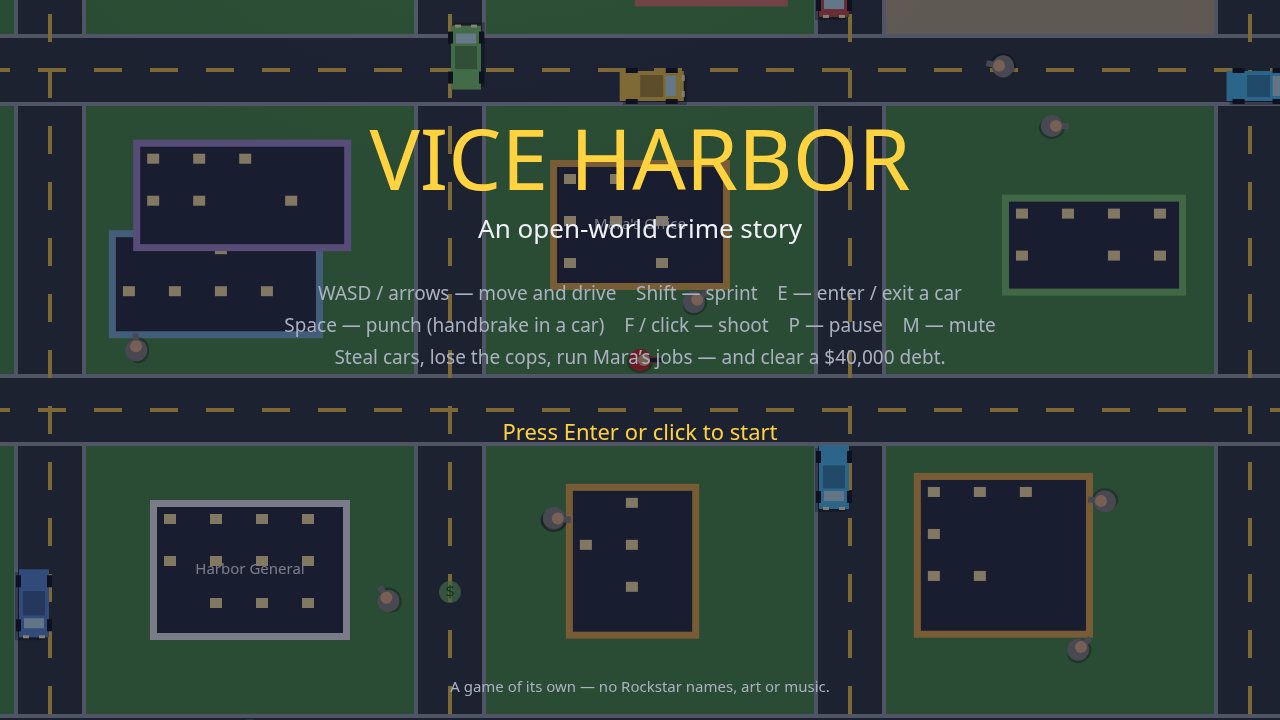 VICE HARBOR
Mara's Office
An open-world crime story
WASD / arrows — move and drive Shift — sprint E — enter / exit a car
Space — punch (handbrake in a car) F / click — shoot P — pause M — mute
Steal cars, lose the cops, run Mara's jobs — and clear a $40,000 debt.
Press Enter or click to start
Harbor General
$
A game of its own — no Rockstar names, art or music.